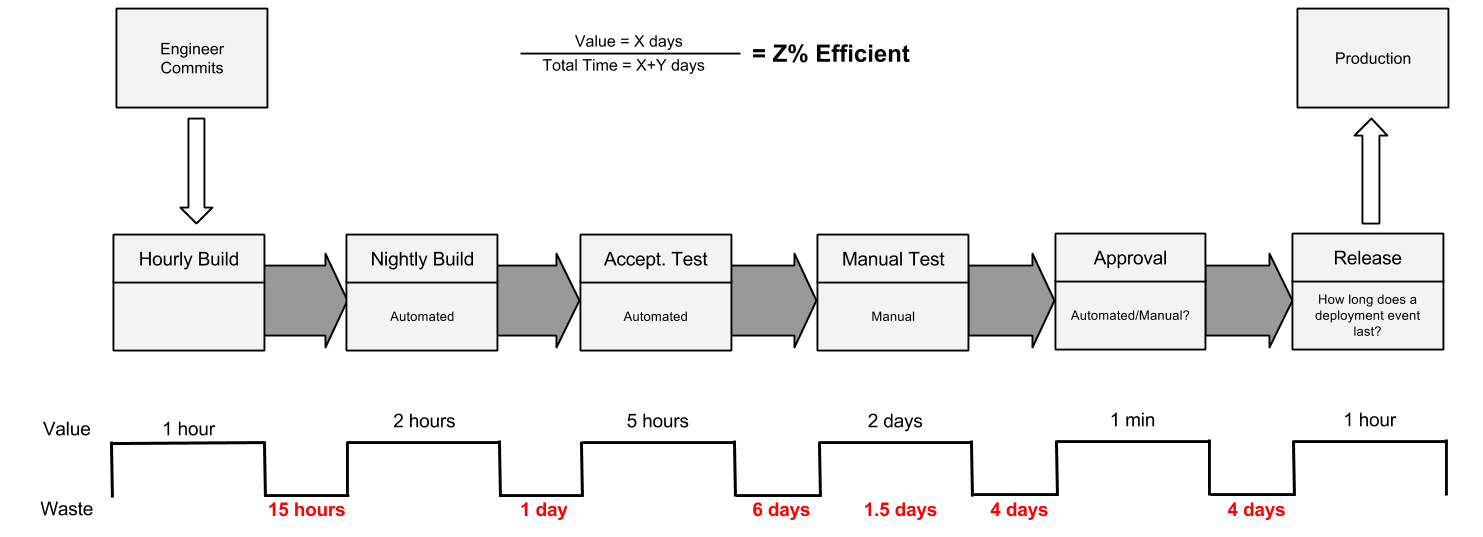 Engineer
Commits
Value = X days
Total Time = X+Y days
= Z% Efficient
Production
Hourly Build
Nightly Build
Automated
Accept. Test
Automated
Manual Test
Manual
Approval
Automated/Manual?
Release
How long does a
deployment event
last?
Value
1 hour
2 hours
5 hours
2 days
1 min
1 hour
Waste
15 hours
1 day
6 days
1.5 days
4 days
4 days